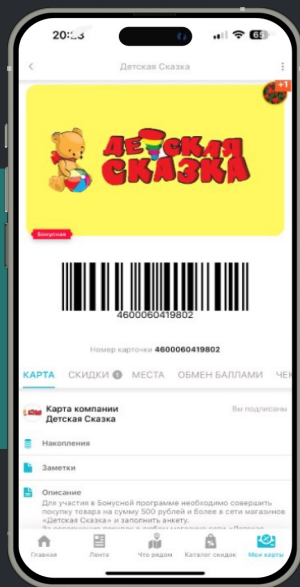 Детская Сказка
+1
ДЕТСКАЯ
СКАЗКА
Бонусная
4600060419802
Номер карточки 4600060419802
КАРТА СКИДКИ МЕСТА ОБМЕН БАЛЛАМИ ЧЕК
Карта компании
Детская Сказка
Вы подписаны
Накопления
Заметки
Описание
Для участия в Бонусной программе необходимо совершить
покупку товара на сумму 500 рублей и более в сети магазинов
«Детская Сказка» и заполнить анкету.
Главная Лента Что рядом Каталог скидок Мои карты